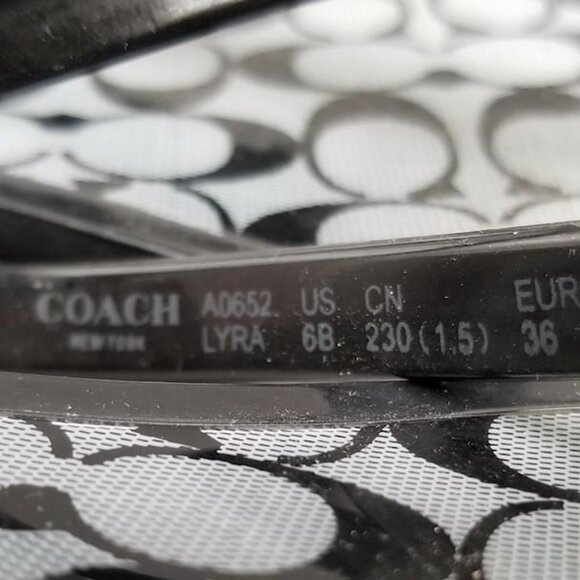 COACH A0652 US CN EUR
NEW YORK LYRA 6B 230(1.5) 36